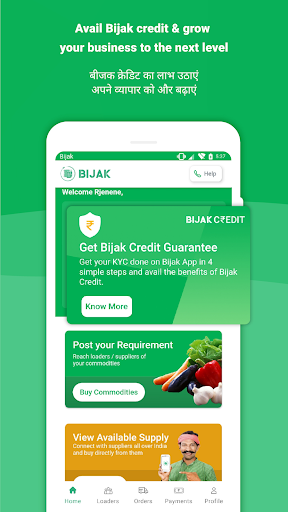 Avail Bijak credit & grow
your business to the next level
बीजक क्रेडिट का लाभ उठाएं
अपने व्यापार को और बढ़ाएं
Bijak
5:37
BIJAK
Help
Welcome Rjenene,
BIJAK CR₹DIT
Get Bijak Credit Guarantee
Get your KYC done on Bijak App in 4
simple steps and avail the benefits of Bijak
Credit.
Know More
Post your Requirement
Reach loaders / suppliers of
your commodities
Buy Commodities
View Available Supply
Connect with suppliers all over India
and buy directly from them
Home
Loaders
Orders
Payments
Profile